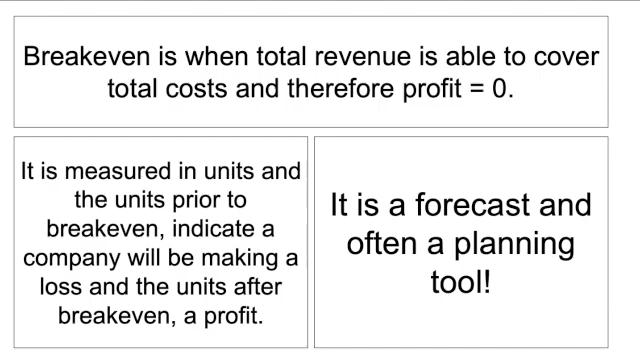 Breakeven is when total revenue is able to cover
total costs and therefore profit = 0.
It is measured in units and
the units prior to
breakeven, indicate a
company will be making a
loss and the units after
breakeven, a profit.
It is a forecast and
often a planning
tool!